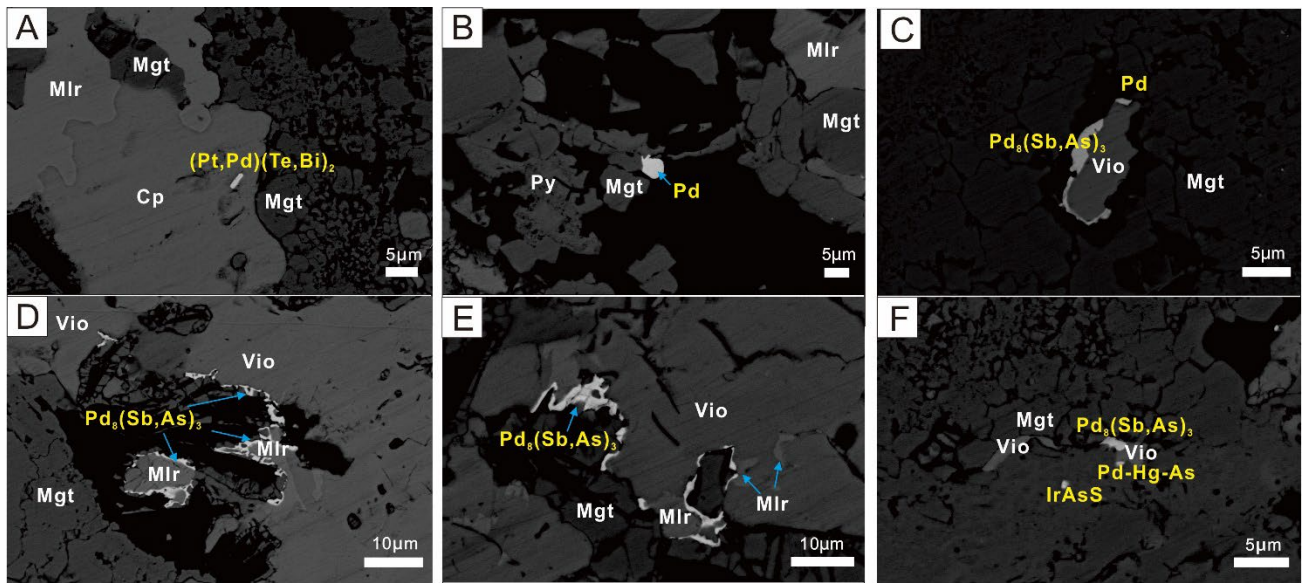 A
Mgt
Mlr
(Pt,Pd)(Te,Bi)₂
Cp
Mgt
5μm
B
Mlr
Mgt
Py
Mgt
Pd
5μm
C
Pd
Pd₈(Sb,As)₃
Vio
Mgt
5μm
D
Vio
Vio
Pd₈(Sb,As)₃
Mlr
Mlr
Mgt
10μm
E
Vio
Pd₈(Sb,As)₃
Mlr
Mgt
Mlr
10μm
F
Mgt
Pd₈(Sb,As)₃
Vio
Vio
Pd-Hg-As
IrAsS
5μm